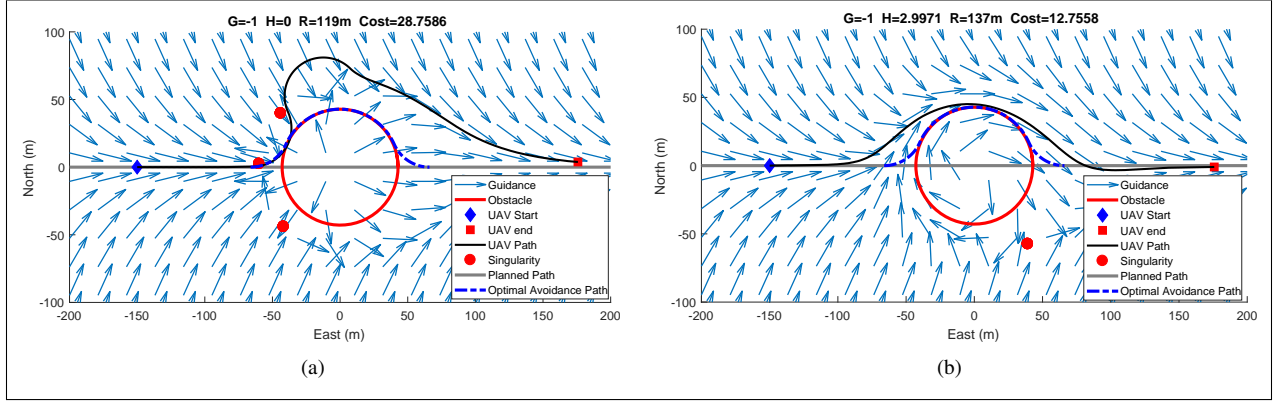 G=-1 H=0 R=119m Cost=28.7586
100
50
0
-50
-100
North (m)
-200
-150
-100
-50
0
50
100
150
200
East (m)
Guidance
Obstacle
UAV Start
UAV end
UAV Path
Singularity
Planned Path
Optimal Avoidance Path
(a)
G=-1 H=2.9971 R=137m Cost=12.7558
100
50
0
-50
-100
North (m)
-200
-150
-100
-50
0
50
100
150
200
East (m)
Guidance
Obstacle
UAV Start
UAV end
UAV Path
Singularity
Planned Path
Optimal Avoidance Path
(b)